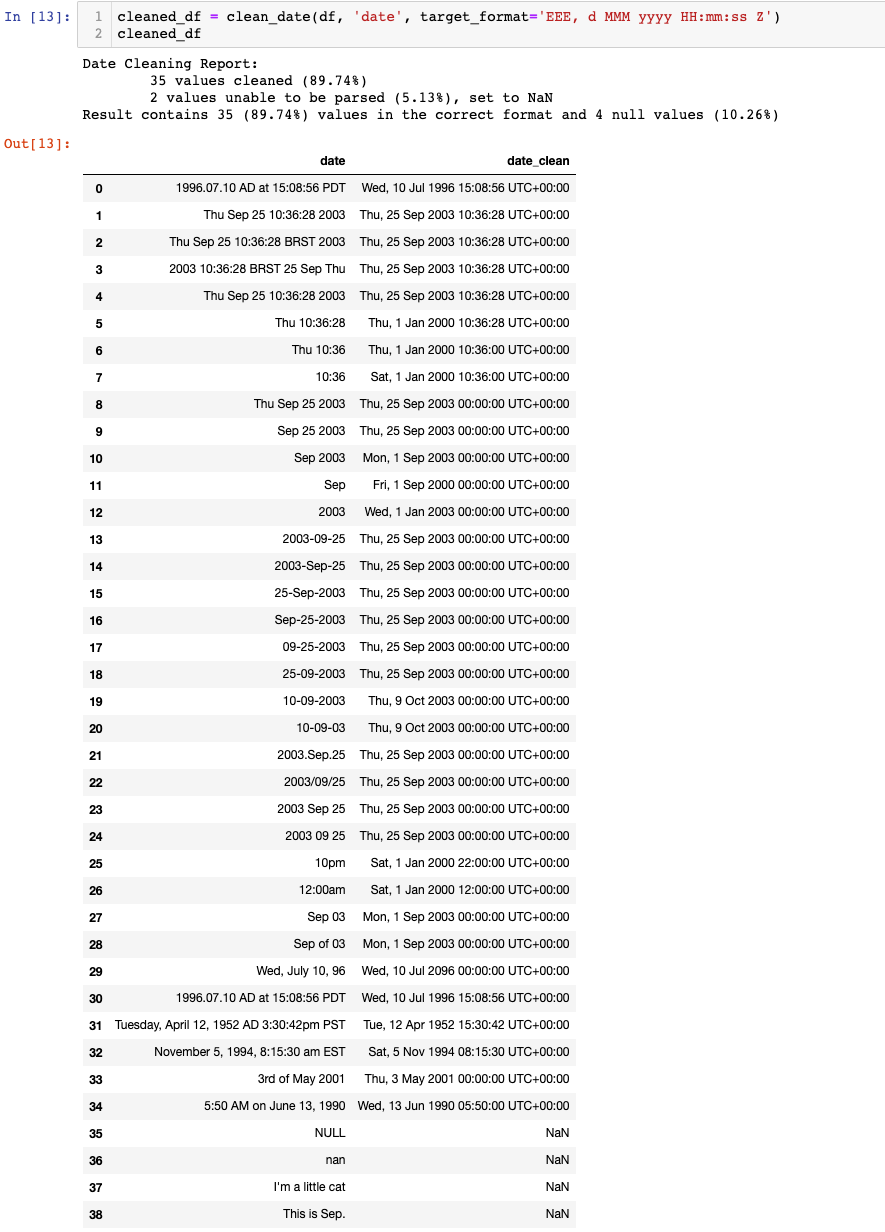 In [13]: 1 cleaned_df = clean_date(df, 'date', target_format='EEE, d MMM yyyy HH:mm:ss Z')
2 cleaned_df
Date Cleaning Report:
35 values cleaned (89.74%)
2 values unable to be parsed (5.13%), set to NaN
Result contains 35 (89.74%) values in the correct format and 4 null values (10.26%)
Out[13]:
date date_clean
0 1996.07.10 AD at 15:08:56 PDT Wed, 10 Jul 1996 15:08:56 UTC+00:00
1 Thu Sep 25 10:36:28 2003 Thu, 25 Sep 2003 10:36:28 UTC+00:00
2 Thu Sep 25 10:36:28 BRST 2003 Thu, 25 Sep 2003 10:36:28 UTC+00:00
3 2003 10:36:28 BRST 25 Sep Thu Thu, 25 Sep 2003 10:36:28 UTC+00:00
4 Thu Sep 25 10:36:28 2003 Thu, 25 Sep 2003 10:36:28 UTC+00:00
5 Thu 10:36:28 Thu, 1 Jan 2000 10:36:28 UTC+00:00
6 Thu 10:36 Thu, 1 Jan 2000 10:36:00 UTC+00:00
7 10:36 Sat, 1 Jan 2000 10:36:00 UTC+00:00
8 Thu Sep 25 2003 Thu, 25 Sep 2003 00:00:00 UTC+00:00
9 Sep 25 2003 Thu, 25 Sep 2003 00:00:00 UTC+00:00
10 Sep 2003 Mon, 1 Sep 2003 00:00:00 UTC+00:00
11 Sep Fri, 1 Sep 2000 00:00:00 UTC+00:00
12 2003 Wed, 1 Jan 2003 00:00:00 UTC+00:00
13 2003-09-25 Thu, 25 Sep 2003 00:00:00 UTC+00:00
14 2003-Sep-25 Thu, 25 Sep 2003 00:00:00 UTC+00:00
15 25-Sep-2003 Thu, 25 Sep 2003 00:00:00 UTC+00:00
16 Sep-25-2003 Thu, 25 Sep 2003 00:00:00 UTC+00:00
17 09-25-2003 Thu, 25 Sep 2003 00:00:00 UTC+00:00
18 25-09-2003 Thu, 25 Sep 2003 00:00:00 UTC+00:00
19 10-09-2003 Thu, 9 Oct 2003 00:00:00 UTC+00:00
20 10-09-03 Thu, 9 Oct 2003 00:00:00 UTC+00:00
21 2003.Sep.25 Thu, 25 Sep 2003 00:00:00 UTC+00:00
22 2003/09/25 Thu, 25 Sep 2003 00:00:00 UTC+00:00
23 2003 Sep 25 Thu, 25 Sep 2003 00:00:00 UTC+00:00
24 2003 09 25 Thu, 25 Sep 2003 00:00:00 UTC+00:00
25 10pm Sat, 1 Jan 2000 22:00:00 UTC+00:00
26 12:00am Sat, 1 Jan 2000 12:00:00 UTC+00:00
27 Sep 03 Mon, 1 Sep 2003 00:00:00 UTC+00:00
28 Sep of 03 Mon, 1 Sep 2003 00:00:00 UTC+00:00
29 Wed, July 10, 96 Wed, 10 Jul 2096 00:00:00 UTC+00:00
30 1996.07.10 AD at 15:08:56 PDT Wed, 10 Jul 1996 15:08:56 UTC+00:00
31 Tuesday, April 12, 1952 AD 3:30:42pm PST Tue, 12 Apr 1952 15:30:42 UTC+00:00
32 November 5, 1994, 8:15:30 am EST Sat, 5 Nov 1994 08:15:30 UTC+00:00
33 3rd of May 2001 Thu, 3 May 2001 00:00:00 UTC+00:00
34 5:50 AM on June 13, 1990 Wed, 13 Jun 1990 05:50:00 UTC+00:00
35 NULL NaN
36 nan NaN
37 I'm a little cat NaN
38 This is Sep. NaN